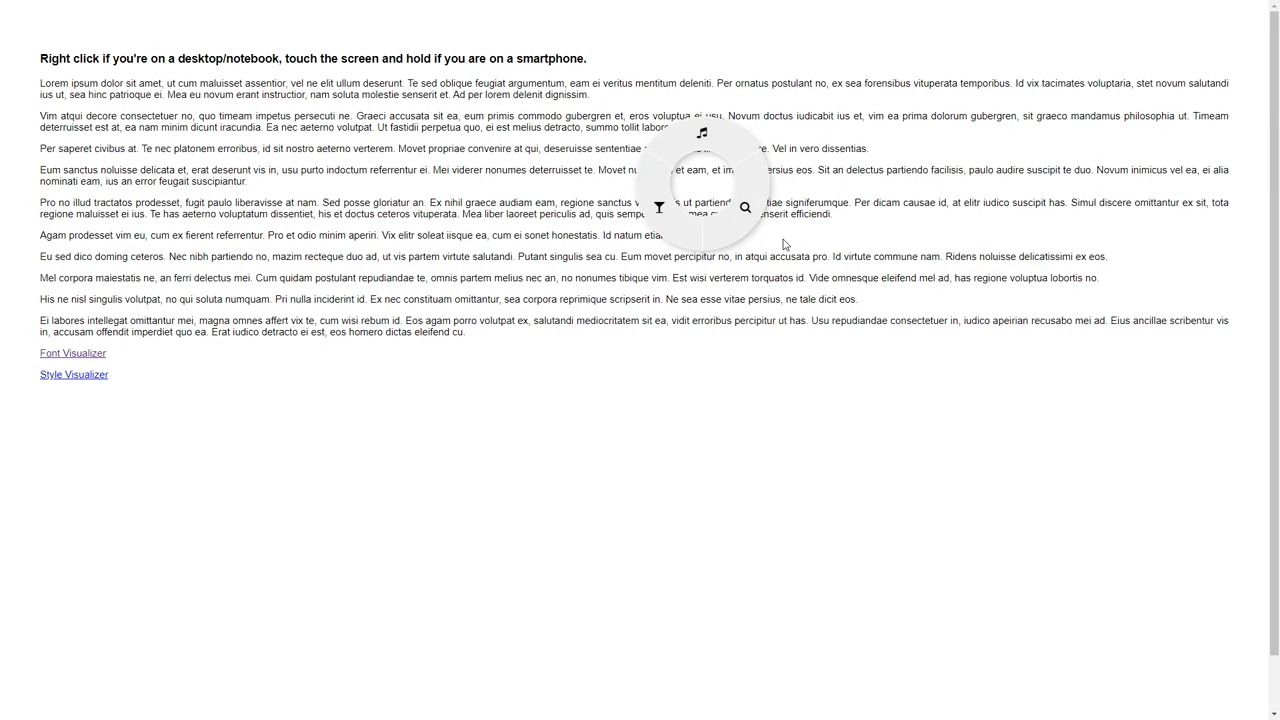 Right click if you're on a desktop/notebook, touch the screen and hold if you are on a smartphone.
Lorem ipsum dolor sit amet, ut cum maluisset assentior, vel ne elit ullum deserunt. Te sed oblique feugiat argumentum, eam ei veritus mentitum deleniti. Per ornatus postulant no, ex sea forensibus vituperata temporibus. Id vix tacimates voluptaria, stet novum salutandi
ius ut, sea hinc patrioque ei. Mea eu novum erant instructior, nam soluta molestie senserit et. Ad per lorem delenit dignissim.
Vim atqui decore consectetuer no, quo timeam impetus persecuti ne. Graeci accusata sit ea, eum primis commodo gubergren et, eros voluptua ei usu. Novum doctus iudicabit ius et, vim ea prima dolorum gubergren, sit graeco mandamus philosophia ut. Timeam
deterruisset est at, ea nam minim dicunt iracundia. Ea nec aeterno volutpat. Ut fastidii perpetua quo, ei est melius detracto, summo tollit
Per saperet civibus at. Te nec platonem erroribus, id sit nostro aeterno verterem. Movet propriae convenire at qui, deseruisse sententiae Vel in vero dissentias.
Eum sanctus noluisse delicata et, erat deserunt vis in, usu purto indoctum referrentur ei. Mei viderer nonumes deterruisset te. Movet et eam, et eos. Sit an delectus partiendo facilisis, paulo audire suscipit te duo. Novum inimicus vel ea, ei alia
nominati eam, ius an error feugait suscipiantur.
Pro no illud tractatos prodesset, fugit paulo liberavisse at nam. Sed posse gloriatur an. Ex nihil graece audiam eam, regione sanctus ut signiferumque. Per dicam causae id, at elitr iudico suscipit has. Simul discere omittantur ex sit, tota
regione maluisset ei ius. Te has aeterno voluptatum dissentiet, his et doctus ceteros vituperata. Mea liber laoreet periculis ad, quis mea efficiendi.
Agam prodesset vim eu, cum ex fierent referrentur. Pro et odio minim aperiri. Vix elitr soleat iisque ea, cum ei sonet honestatis. Id natum
Eu sed dico doming ceteros. Nec nibh partiendo no, mazim recteque duo ad, ut vis partem virtute salutandi. Putant singulis sea cu. Eum movet percipitur no, in atqui accusata pro. Id virtute commune nam. Ridens noluisse delicatissimi ex eos.
Mel corpora maiestatis ne, an ferri delectus mei. Cum quidam postulant repudiandae te, omnis partem melius nec an, no nonumes tibique vim. Est wisi verterem torquatos id. Vide omnesque eleifend mel ad, has regione voluptua lobortis no.
His ne nisl singulis volutpat, no qui soluta numquam. Pri nulla inciderint id. Ex nec constituam omittantur, sea corpora reprimique scripserit in. Ne sea esse vitae persius, ne tale dicit eos.
Ei labores intellegat omittantur mei, magna omnes affert vix te, cum wisi rebum id. Eos agam porro volutpat ex, salutandi mediocritatem sit ea, vidit erroribus percipitur ut has. Usu repudiandae consectetuer in, iudico apeirian recusabo mei ad. Eius ancillae scribentur vis
in, accusam offendit imperdiet quo ea. Erat iudico detracto ei est, eos homero dictas eleifend cu.
Font Visualizer
Style Visualizer